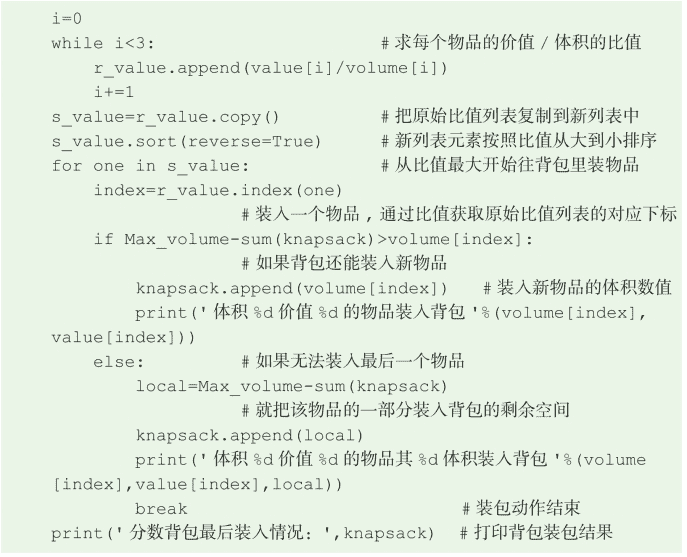 i=0
while i<3:                      #求每个物品的价值/体积的比值
    r_value.append(value[i]/volume[i])
    i+=1
s_value=r_value.copy()          #把原始比值列表复制到新列表中
s_value.sort(reverse=True)      #新列表元素按照比值从大到小排序
for one in s_value:             #从比值最大开始往背包里装物品
    index=r_value.index(one)
                  #装入一个物品,通过比值获取原始比值列表的对应下标
    if Max_volume-sum(knapsack)>volume[index]:
                  #如果背包还能装入新物品
        knapsack.append(volume[index])   #装入新物品的体积数值
        print('体积%d价值%d的物品装入背包'%(volume[index],
value[index]))
    else:         #如果无法装入最后一个物品
        local=Max_volume-sum(knapsack)
                  #就把该物品的一部分装入背包的剩余空间
        knapsack.append(local)
        print('体积%d价值%d的物品其%d体积装入背包'%(volume
[index],value[index],local))
        break                          #装包动作结束
print('分数背包最后装入情况:',knapsack)  #打印背包装包结果